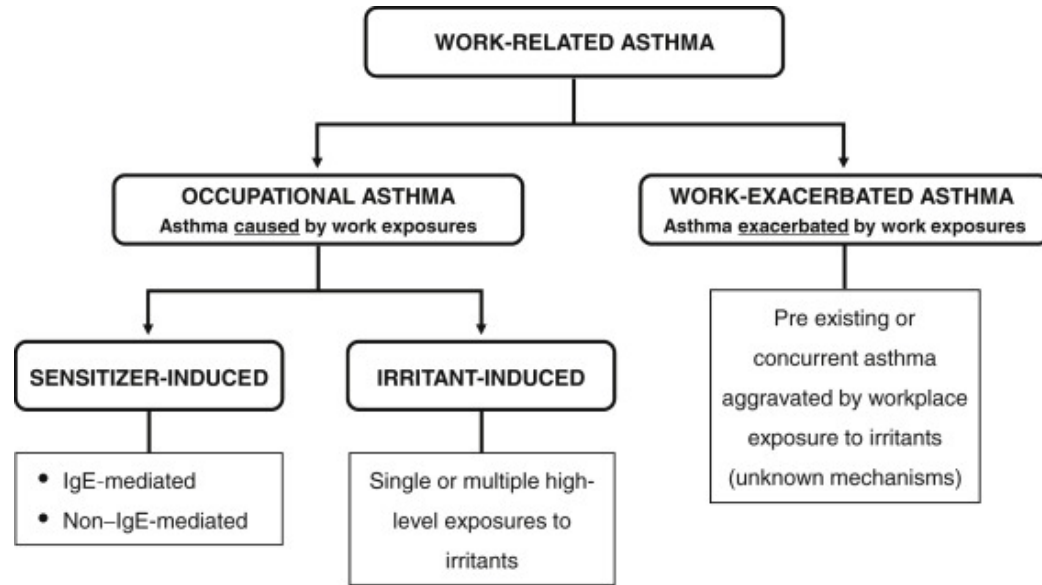 WORK-RELATED ASTHMA
OCCUPATIONAL ASTHMA
Asthma caused by work exposures
WORK-EXACERBATED ASTHMA
Asthma exacerbated by work exposures
SENSITIZER-INDUCED
IRRITANT-INDUCED
Pre existing or
concurrent asthma
aggravated by workplace
exposure to irritants
(unknown mechanisms)
• IgE-mediated
• Non–IgE-mediated
Single or multiple high-
level exposures to
irritants